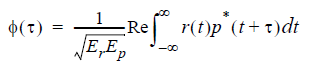 ϕ(τ) = 1/√(E_r E_p) Re∫_{-∞}^{∞} r(t)p*(t+τ)dt